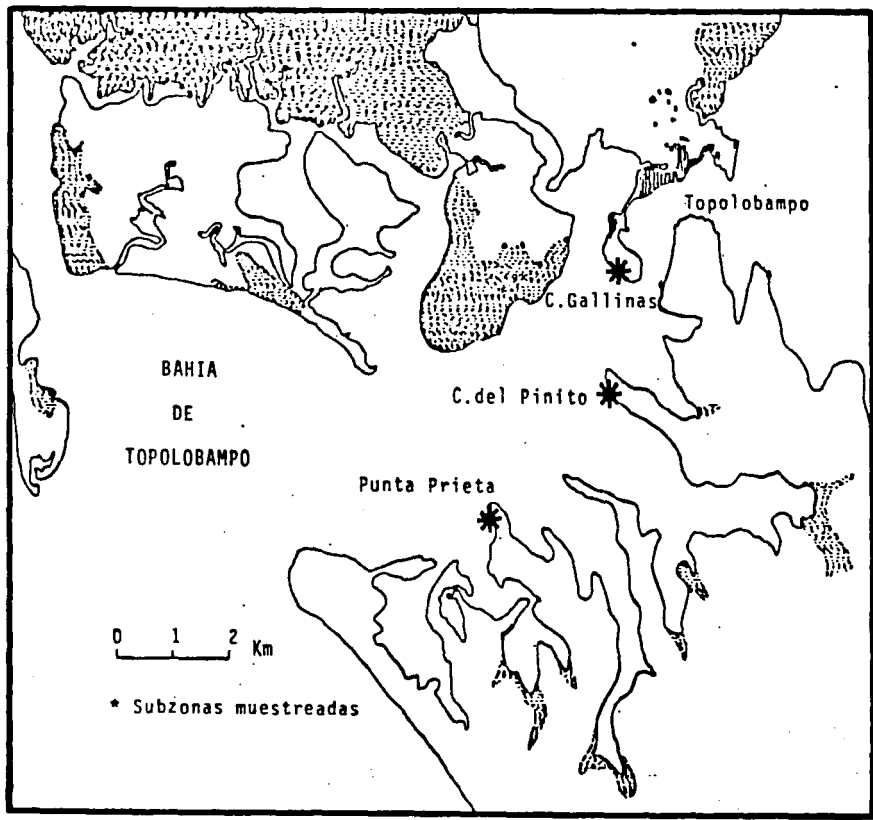 Topolobampo
C.Gallinas
BAHIA
DE
TOPOLOBAMPO
C.del Pinito
Punta Prieta
0 1 2 Km
* Subzonas muestreadas